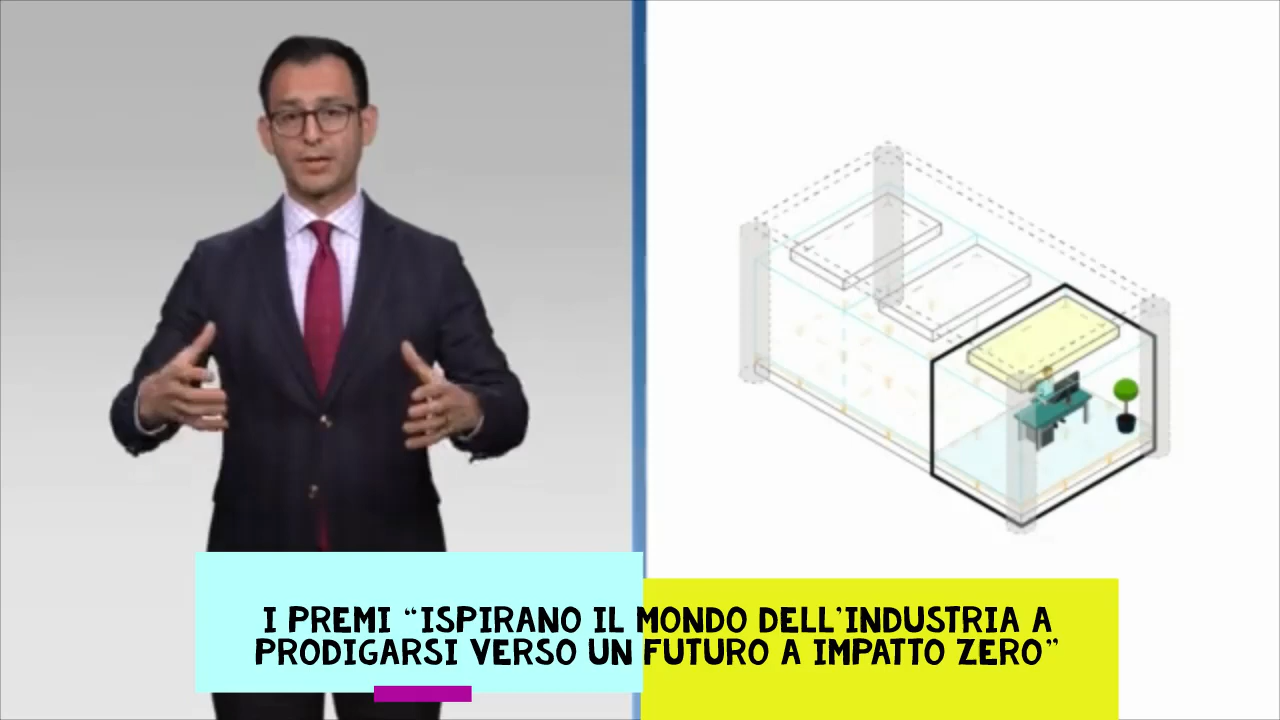 I PREMI “ISPIRANO IL MONDO DELL’INDUSTRIA A
PRODIGARSI VERSO UN FUTURO A IMPATTO ZERO”